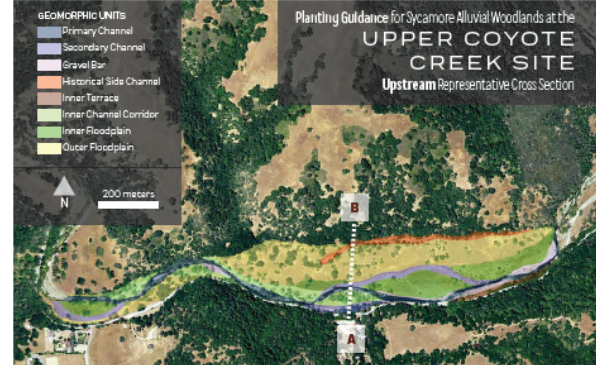 GEOMORPHIC UNITS
Primary Channel
Secondary Channel
Gravel Bar
Historical Side Channel
Inner Terrace
Inner Channel Corridor
Inner Floodplain
Outer Floodplain
N
200 meters
Planting Guidance for Sycamore Alluvial Woodlands at the
UPPER COYOTE
CREEK SITE
Upstream Representative Cross Section
B
A